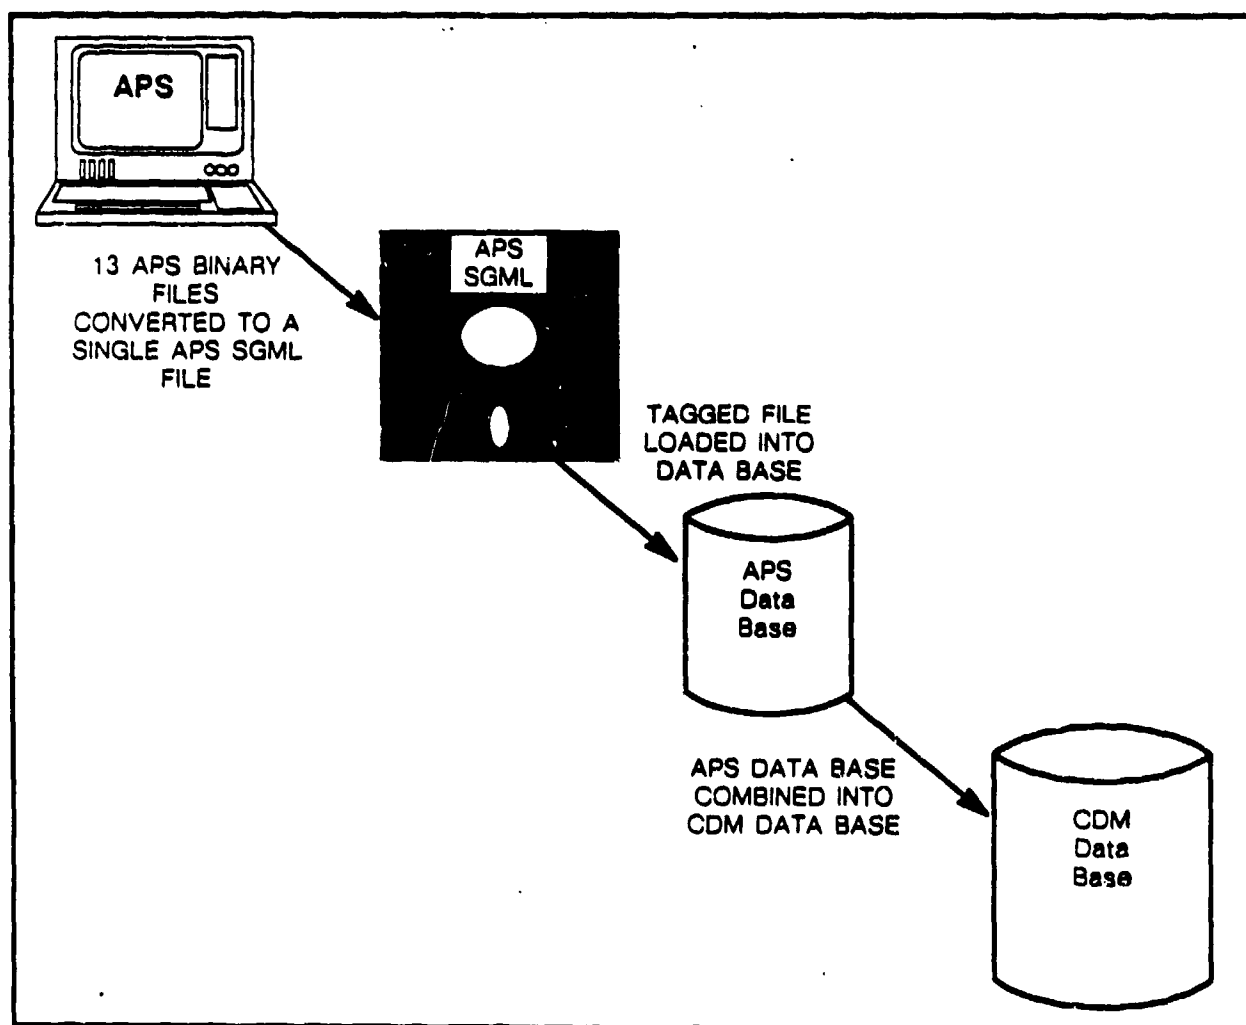 APS
13 APS BINARY
FILES
CONVERTED TO A
SINGLE APS SGML
FILE
APS
SGML
TAGGED FILE
LOADED INTO
DATA BASE
APS
Data
Base
APS DATA BASE
COMBINED INTO
CDM DATA BASE
CDM
Data
Base